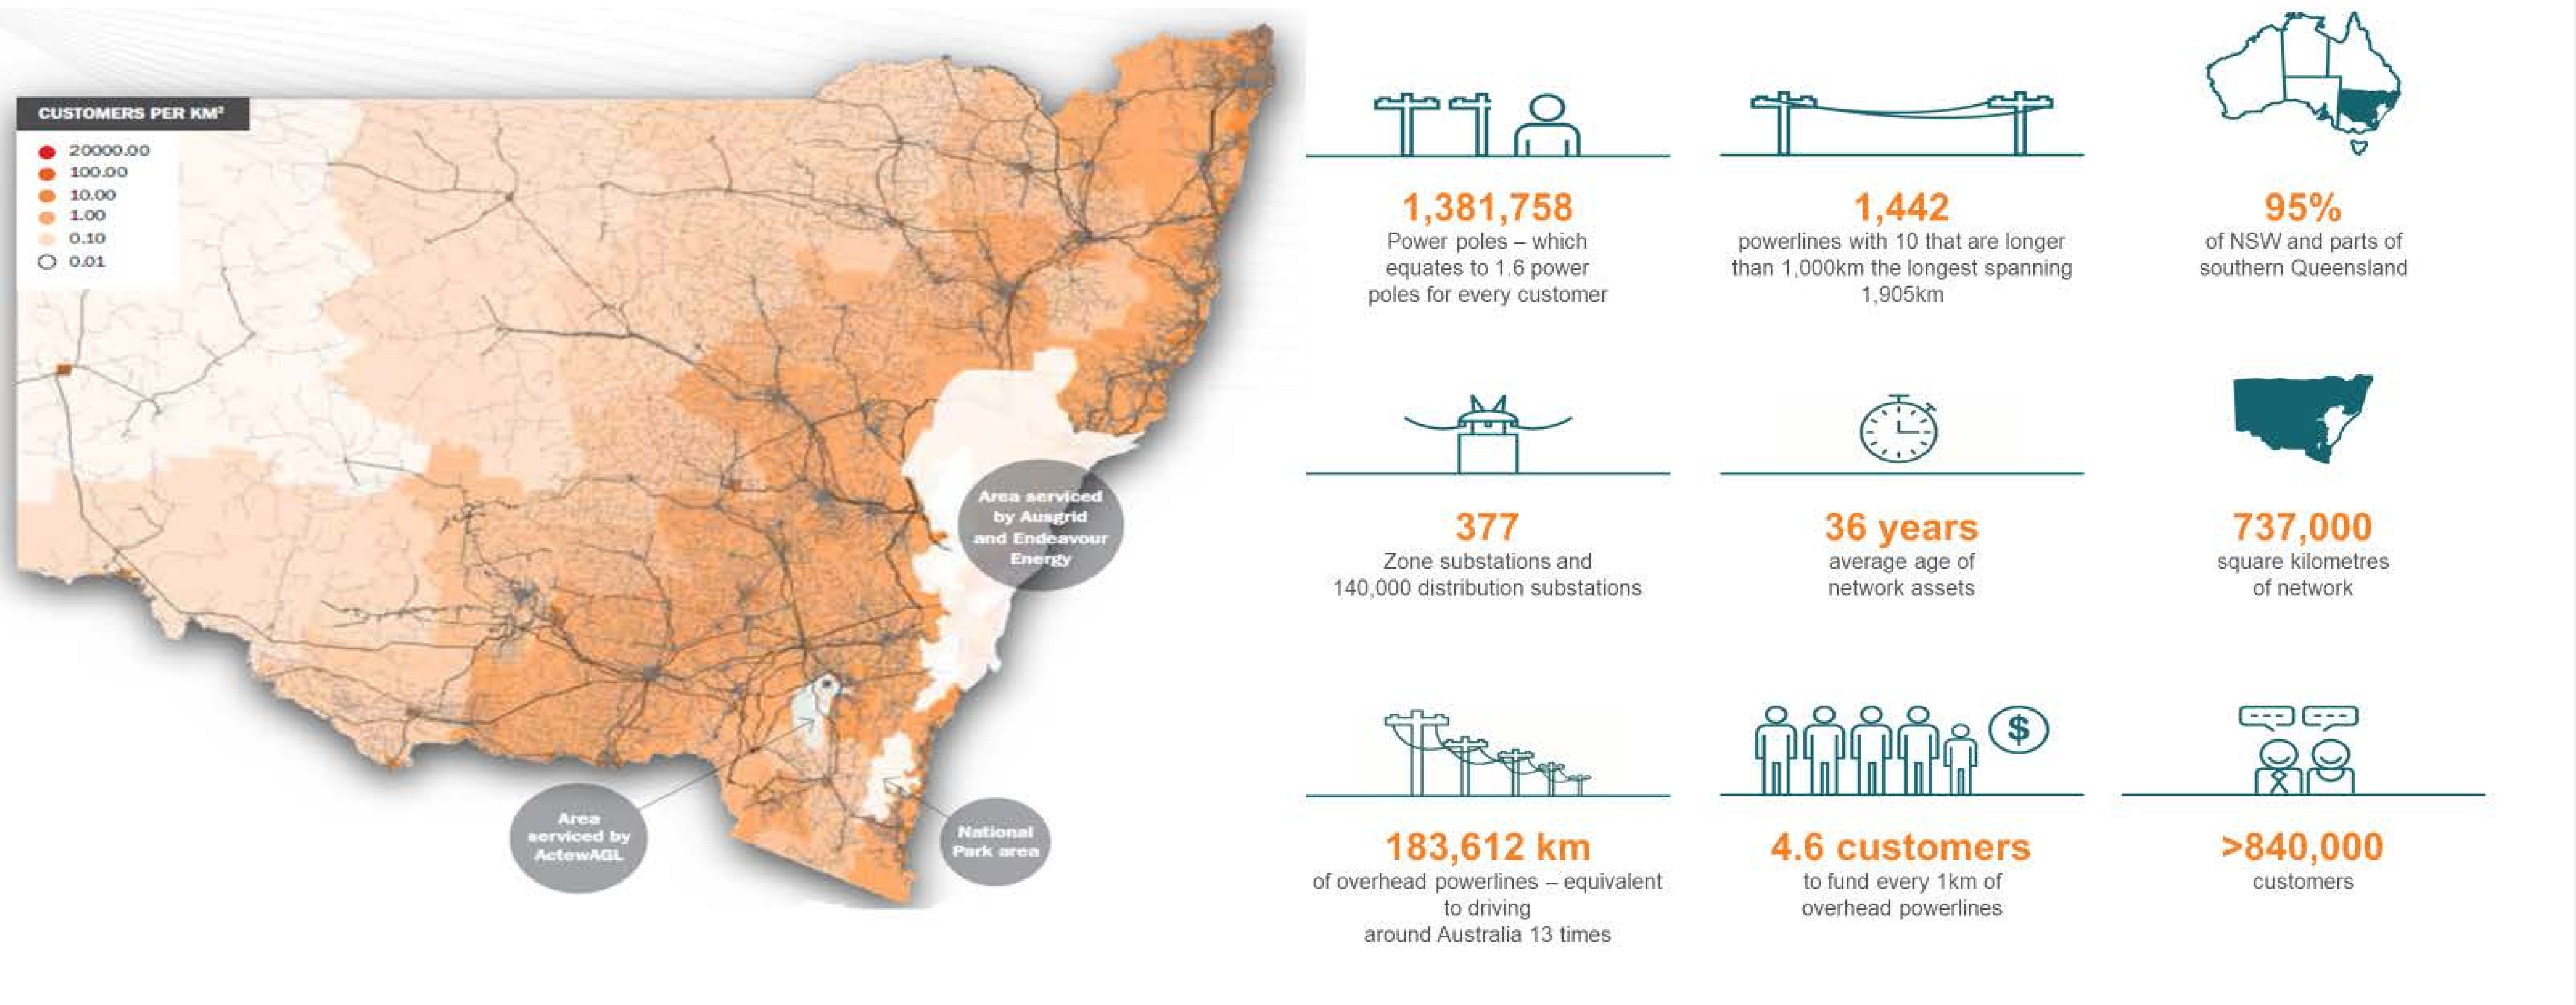 CUSTOMERS PER KM²
20000.00
100.00
10.00
1.00
0.10
0.01
Area serviced
by Ausgrid
and Endeavour
Energy
Area
serviced by
ActewAGL
National
Park area
1,381,758
Power poles – which
equates to 1.6 power
poles for every customer
1,442
powerlines with 10 that are longer
than 1,000km the longest spanning
1,905km
95%
of NSW and parts of
southern Queensland
377
Zone substations and
140,000 distribution substations
36 years
average age of
network assets
737,000
square kilometres
of network
183,612 km
of overhead powerlines – equivalent
to driving
around Australia 13 times
$
4.6 customers
to fund every 1km of
overhead powerlines
>840,000
customers